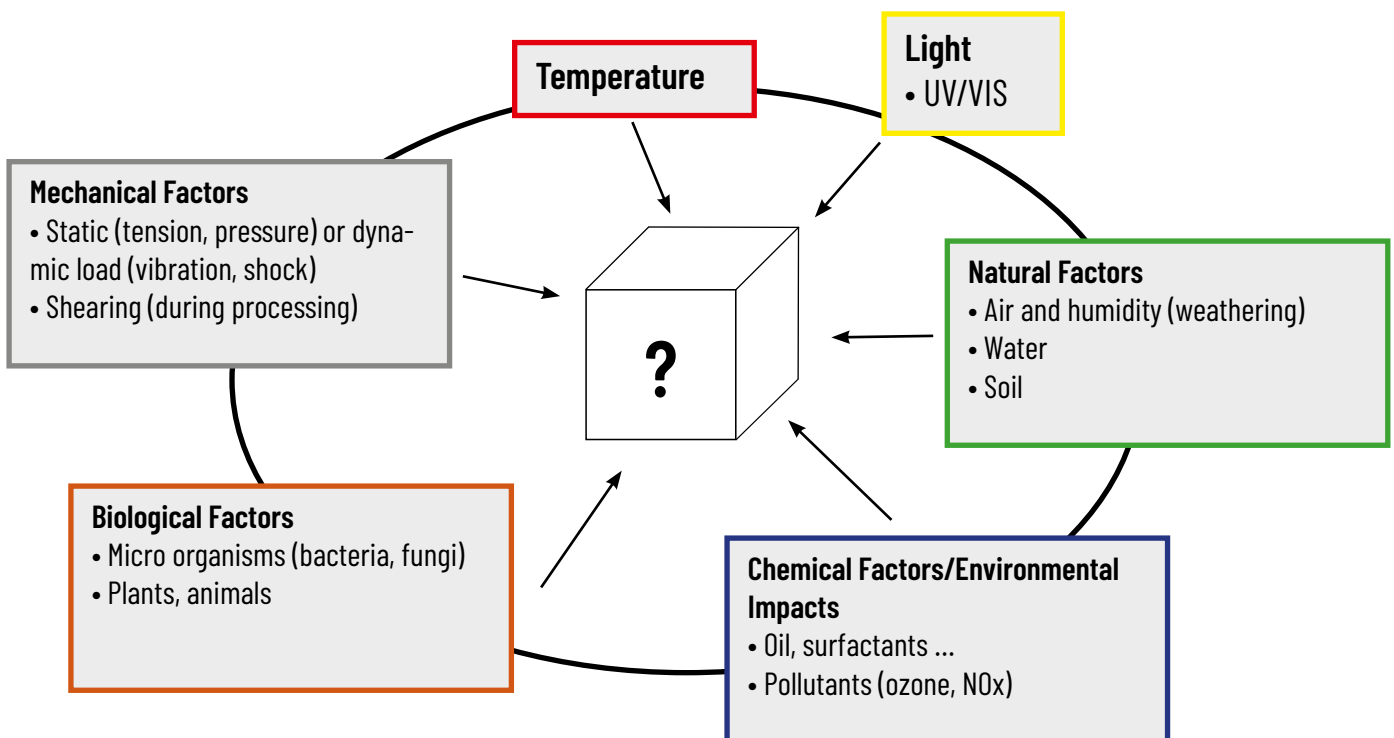 Temperature
Light
• UV/VIS
Mechanical Factors
• Static (tension, pressure) or dyna-
mic load (vibration, shock)
• Shearing (during processing)
Natural Factors
• Air and humidity (weathering)
• Water
• Soil
?
Biological Factors
• Micro organisms (bacteria, fungi)
• Plants, animals
Chemical Factors/Environmental
Impacts
• Oil, surfactants ...
• Pollutants (ozone, NOx)